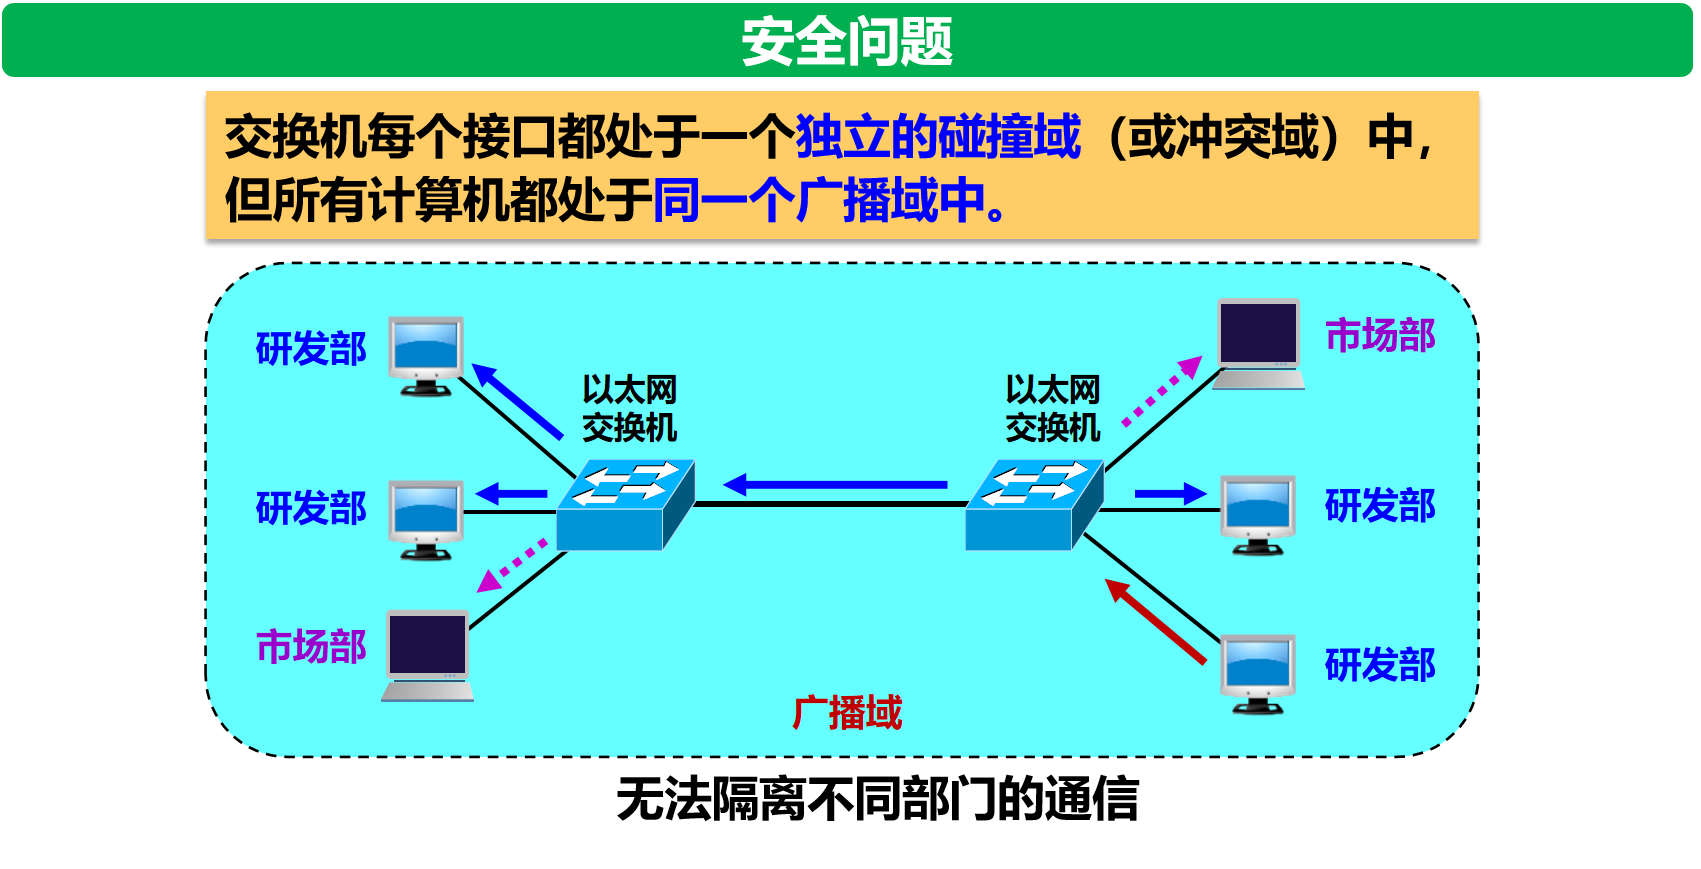 安全问题
交换机每个接口都处于一个独立的碰撞域（或冲突域）中，
但所有计算机都处于同一个广播域中。
研发部
市场部
以太网
交换机
以太网
交换机
研发部
研发部
市场部
研发部
广播域
无法隔离不同部门的通信